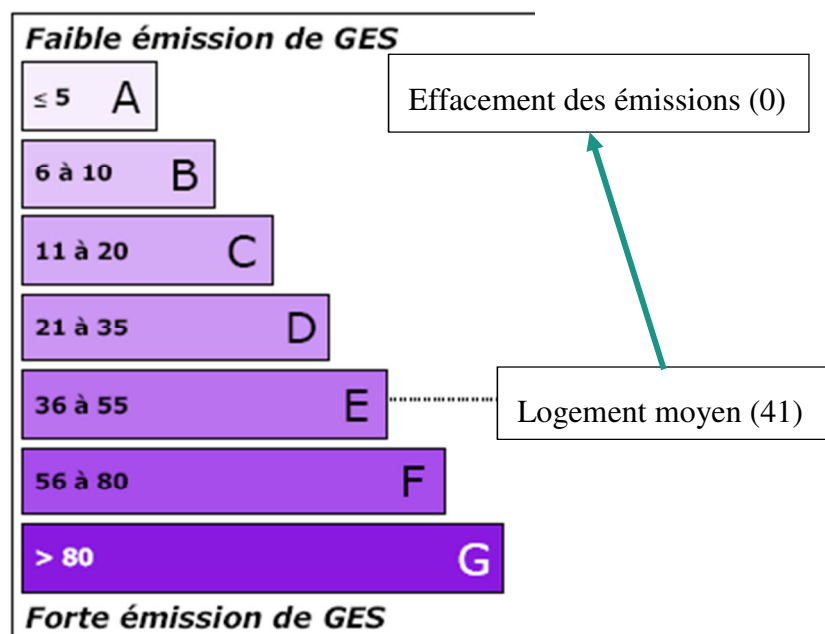 Faible émission de GES
≤ 5 A
Effacement des émissions (0)
6 à 10 B
11 à 20 C
21 à 35 D
36 à 55 E
Logement moyen (41)
56 à 80 F
> 80 G
Forte émission de GES